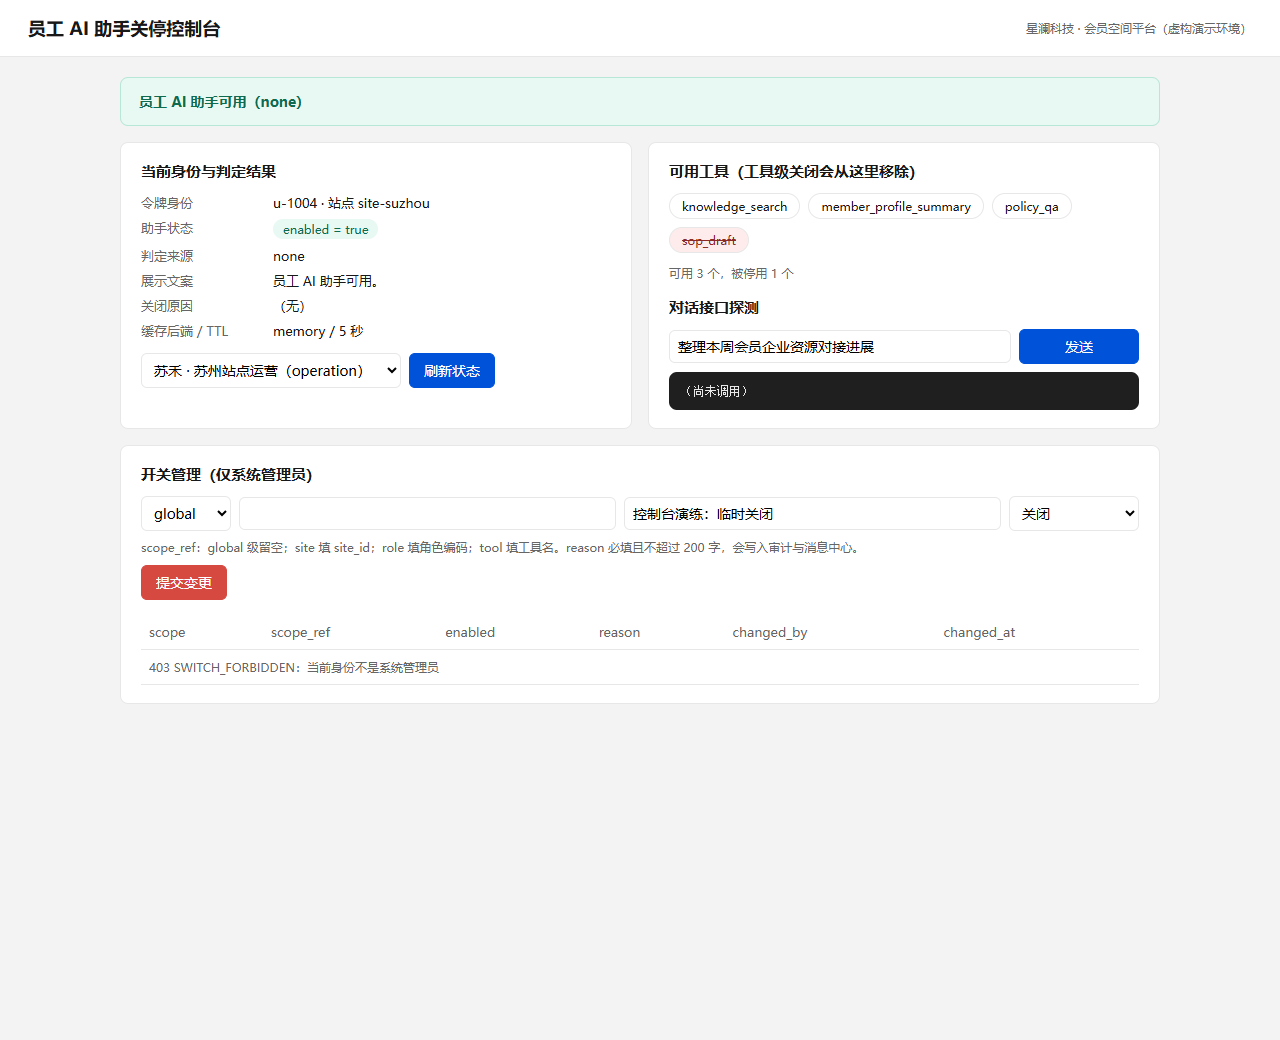 员工 AI 助手关停控制台
星澜科技 · 会员空间平台（虚构演示环境）
员工 AI 助手可用（none）
当前身份与判定结果
令牌身份 u-1004 · 站点 site-suzhou
助手状态 enabled = true
判定来源 none
展示文案 员工 AI 助手可用。
关闭原因 （无）
缓存后端 / TTL memory / 5 秒
苏禾 · 苏州站点运营（operation） 刷新状态
可用工具（工具级关闭会从这里移除）
knowledge_search member_profile_summary policy_qa
sop_draft
可用 3 个，被停用 1 个
对话接口探测
整理本周会员企业资源对接进展 发送
（尚未调用）
开关管理（仅系统管理员）
global 控制台演练：临时关闭 关闭
scope_ref：global 级留空；site 填 site_id；role 填角色编码；tool 填工具名。reason 必填且不超过 200 字，会写入审计与消息中心。
提交变更
scope scope_ref enabled reason changed_by changed_at
403 SWITCH_FORBIDDEN：当前身份不是系统管理员